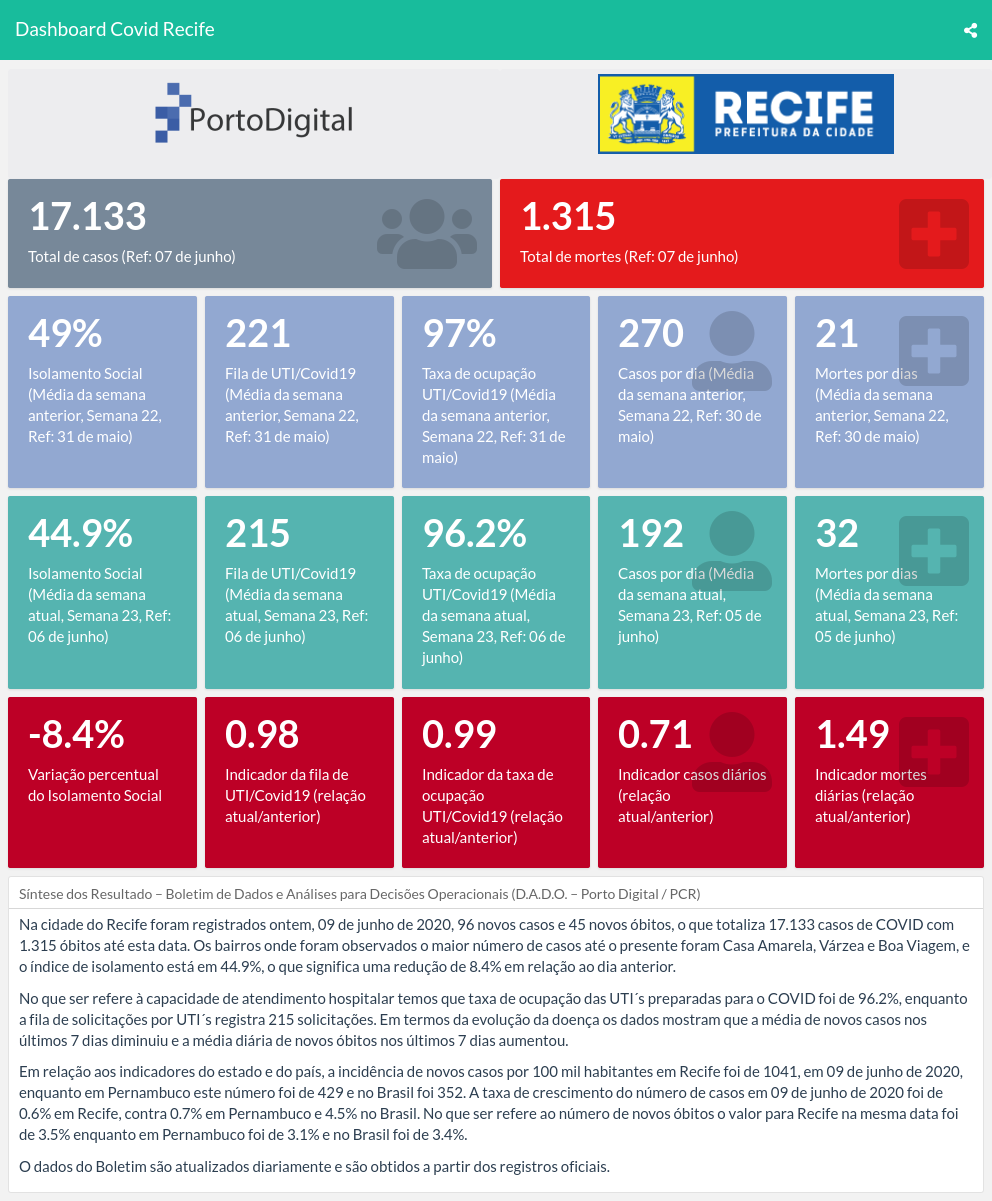 Dashboard Covid Recife
PortoDigital
RECIFE
PREFEITURA DA CIDADE
17.133
Total de casos (Ref: 07 de junho)
1.315
Total de mortes (Ref: 07 de junho)
49%
Isolamento Social
(Média da semana
anterior, Semana 22,
Ref: 31 de maio)
221
Fila de UTI/Covid19
(Média da semana
anterior, Semana 22,
Ref: 31 de maio)
97%
Taxa de ocupação
UTI/Covid19 (Média
da semana anterior,
Semana 22, Ref: 31 de
maio)
270
Casos por dia (Média
da semana anterior,
Semana 22, Ref: 30 de
maio)
21
Mortes por dias
(Média da semana
anterior, Semana 22,
Ref: 30 de maio)
44.9%
Isolamento Social
(Média da semana
atual, Semana 23, Ref:
06 de junho)
215
Fila de UTI/Covid19
(Média da semana
atual, Semana 23, Ref:
06 de junho)
96.2%
Taxa de ocupação
UTI/Covid19 (Média
da semana atual,
Semana 23, Ref: 06 de
junho)
192
Casos por dia (Média
da semana atual,
Semana 23, Ref: 05 de
junho)
32
Mortes por dias
(Média da semana
atual, Semana 23, Ref:
05 de junho)
-8.4%
Variação percentual
do Isolamento Social
0.98
Indicador da fila de
UTI/Covid19 (relação
atual/anterior)
0.99
Indicador da taxa de
ocupação
UTI/Covid19 (relação
atual/anterior)
0.71
Indicador casos diários
(relação
atual/anterior)
1.49
Indicador mortes
diárias (relação
atual/anterior)
Síntese dos Resultado – Boletim de Dados e Análises para Decisões Operacionais (D.A.D.O. – Porto Digital / PCR)
Na cidade do Recife foram registrados ontem, 09 de junho de 2020, 96 novos casos e 45 novos óbitos, o que totaliza 17.133 casos de COVID com
1.315 óbitos até esta data. Os bairros onde foram observados o maior número de casos até o presente foram Casa Amarela, Várzea e Boa Viagem, e
o índice de isolamento está em 44.9%, o que significa uma redução de 8.4% em relação ao dia anterior.
No que ser refere à capacidade de atendimento hospitalar temos que taxa de ocupação das UTI´s preparadas para o COVID foi de 96.2%, enquanto
a fila de solicitações por UTI´s registra 215 solicitações. Em termos da evolução da doença os dados mostram que a média de novos casos nos
últimos 7 dias diminuiu e a média diária de novos óbitos nos últimos 7 dias aumentou.
Em relação aos indicadores do estado e do país, a incidência de novos casos por 100 mil habitantes em Recife foi de 1041, em 09 de junho de 2020,
enquanto em Pernambuco este número foi de 429 e no Brasil foi 352. A taxa de crescimento do número de casos em 09 de junho de 2020 foi de
0.6% em Recife, contra 0.7% em Pernambuco e 4.5% no Brasil. No que ser refere ao número de novos óbitos o valor para Recife na mesma data foi
de 3.5% enquanto em Pernambuco foi de 3.1% e no Brasil foi de 3.4%.
O dados do Boletim são atualizados diariamente e são obtidos a partir dos registros oficiais.